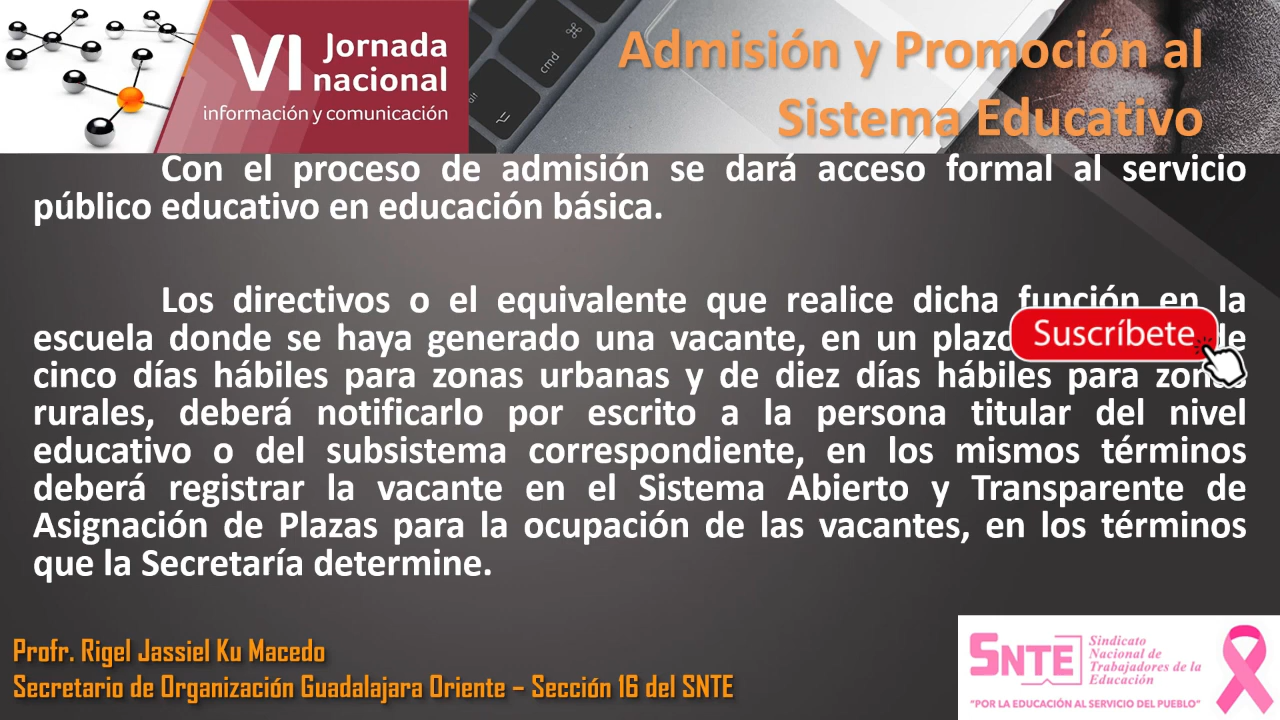 VI Jornada
nacional
información y comunicación
cmd
alt
Admisión y Promoción al
Sistema Educativo
Con el proceso de admisión se dará acceso formal al servicio
público educativo en educación básica.
Los directivos o el equivalente que realice dicha función en la
escuela donde se haya generado una vacante, en un plazo de
Suscríbete
cinco días hábiles para zonas urbanas y de diez días hábiles para zonas
rurales, deberá notificarlo por escrito a la persona titular del nivel
educativo o del subsistema correspondiente, en los mismos términos
deberá registrar la vacante en el Sistema Abierto y Transparente de
Asignación de Plazas para la ocupación de las vacantes, en los términos
que la Secretaría determine.
Profr. Rigel Jassiel Ku Macedo
Secretario de Organización Guadalajara Oriente – Sección 16 del SNTE
SNTE
Sindicato
Nacional de
Trabajadores de la
Educación
"POR LA EDUCACIÓN AL SERVICIO DEL PUEBLO"